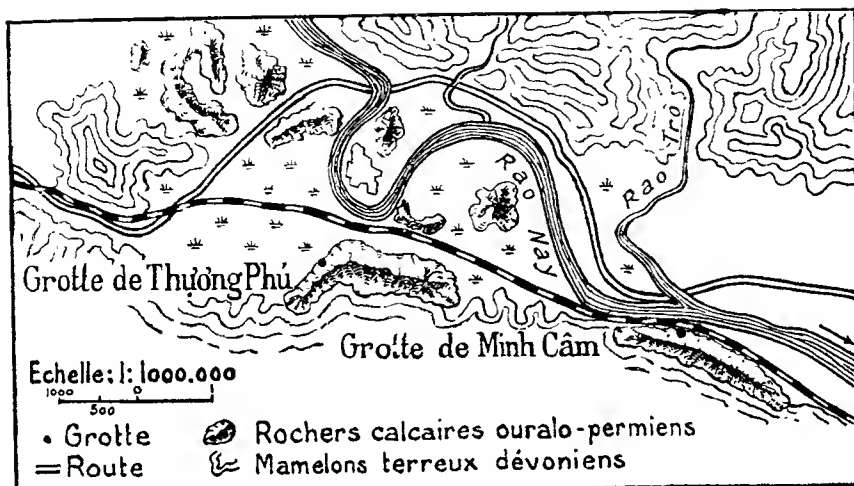 Rao Tro
Rao Nay
Grotte de Thượng Phú
Grotte de Minh Câm
Echelle: 1: 1000.000
1000 0
500
Grotte
Rochers calcaires ouralo-permiens
Route
Mamelons terreux dévoniens